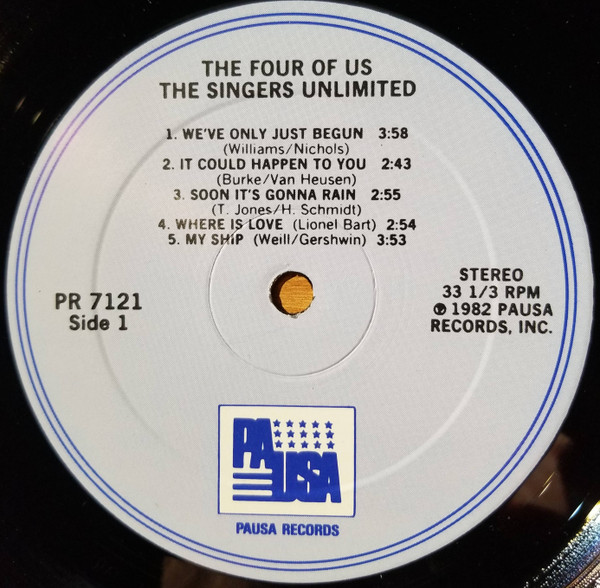 THE FOUR OF US
THE SINGERS UNLIMITED
1. WE'VE ONLY JUST BEGUN 3:58
(Williams/Nichols)
2. IT COULD HAPPEN TO YOU 2:43
(Burke/Van Heusen)
3. SOON IT'S GONNA RAIN 2:55
(T. Jones/H. Schmidt)
4. WHERE IS LOVE (Lionel Bart) 2:54
5. MY SHIP (Weill/Gershwin) 3:53
PR 7121
Side 1
STEREO
33 1/3 RPM
℗ 1982 PAUSA
RECORDS, INC.
PA
USA
PAUSA RECORDS